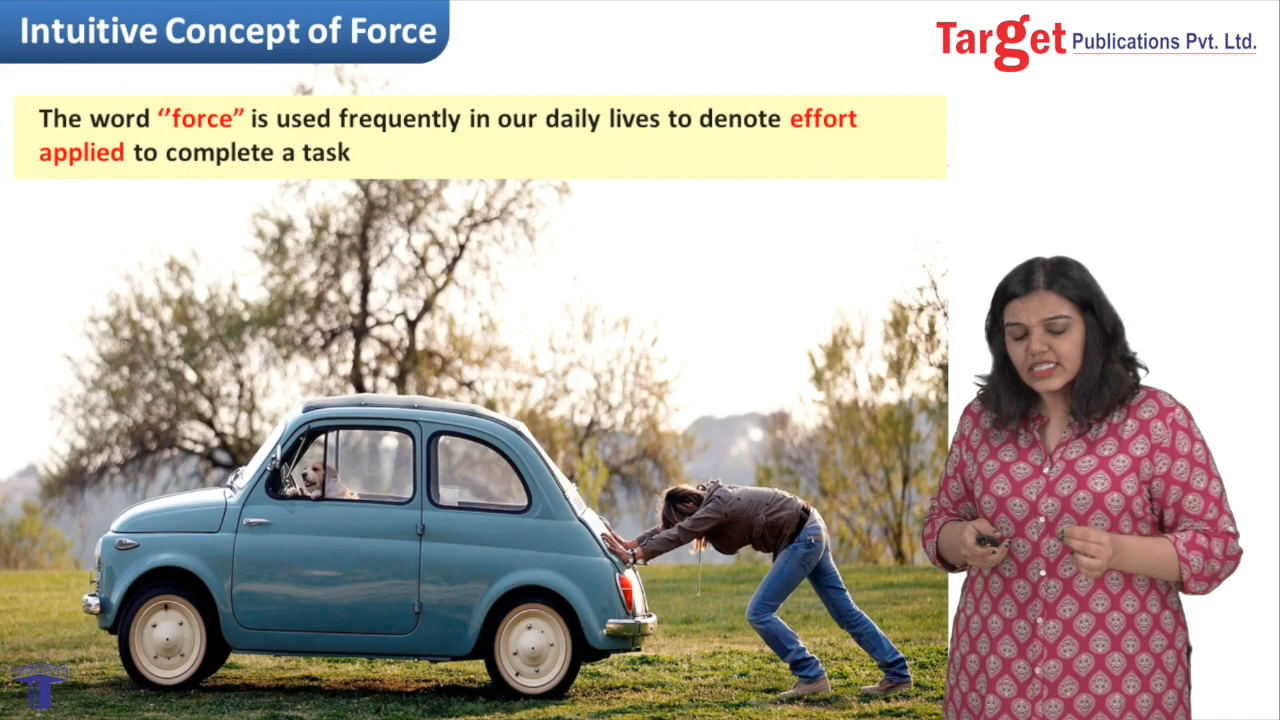 Intuitive Concept of Force
Target Publications Pvt. Ltd.
The word ‘’force” is used frequently in our daily lives to denote effort
applied to complete a task